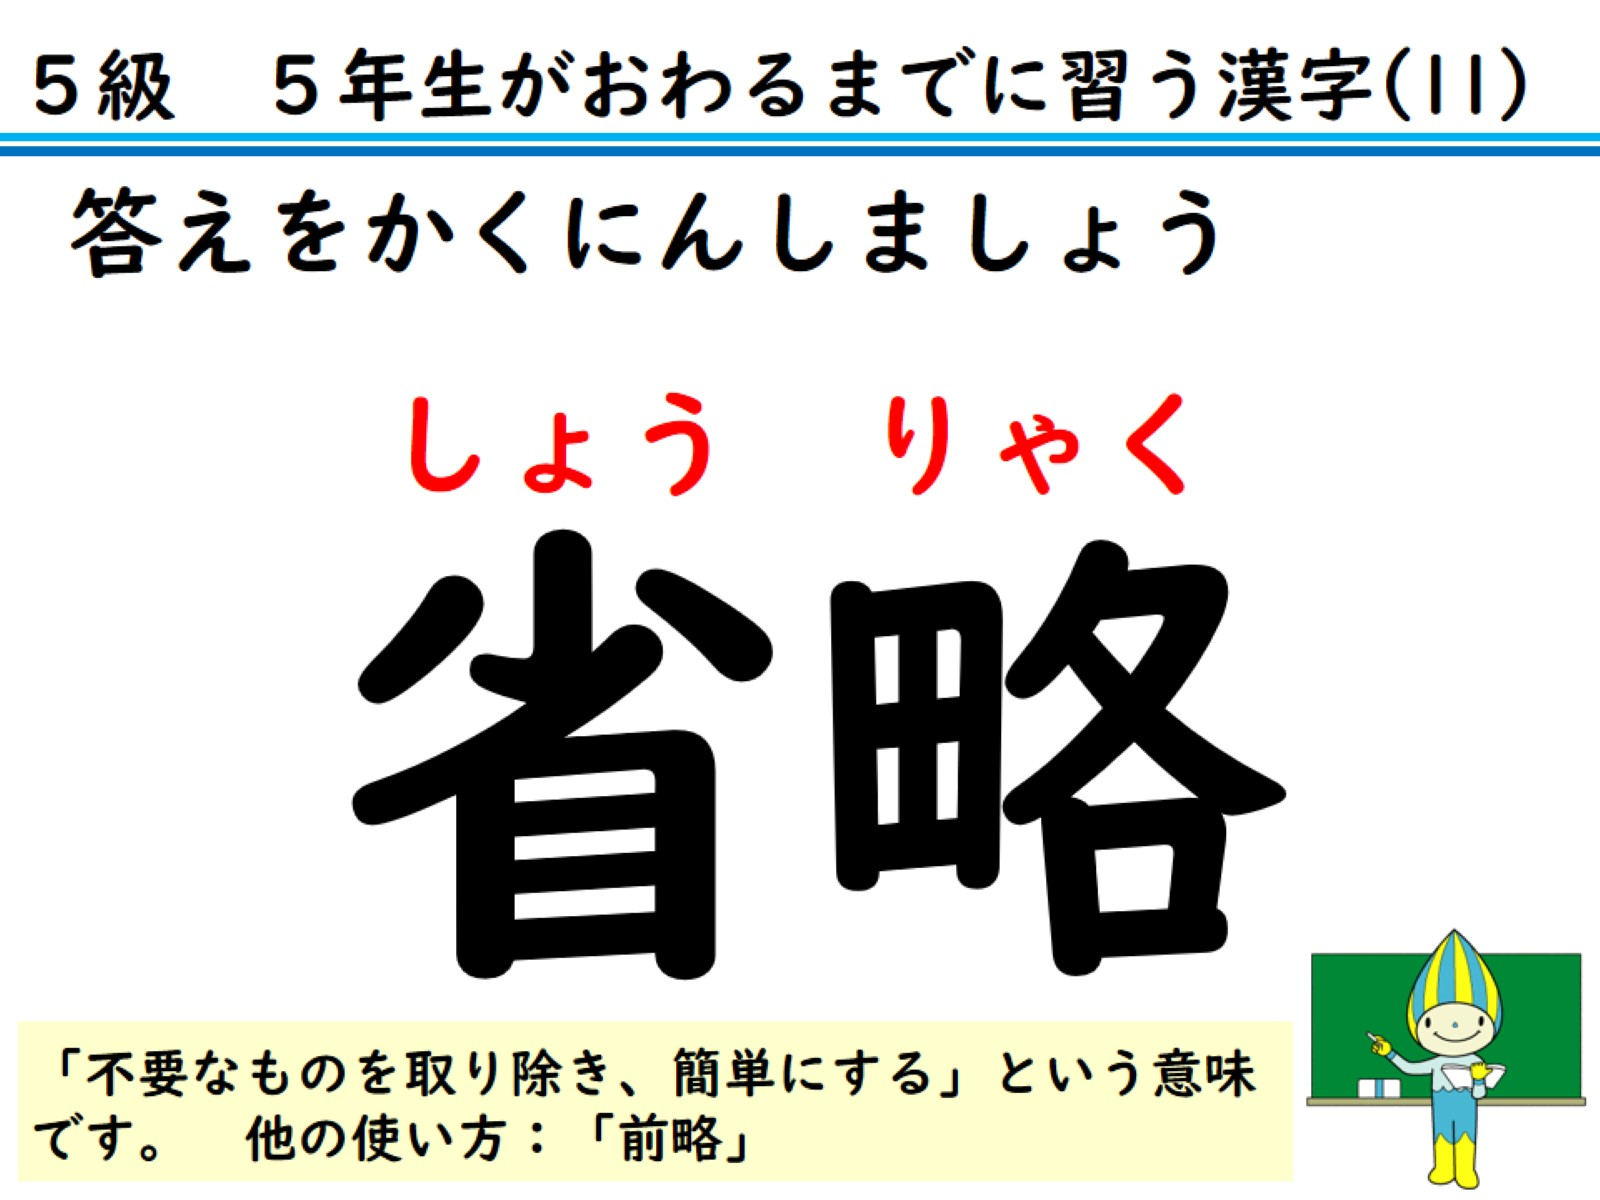 ５級　５年生がおわるまでに習う漢字(11)
答えをかくにんしましょう
しょう　りゃく
省略
「不要なものを取り除き、簡単にする」という意味
です。　他の使い方：「前略」